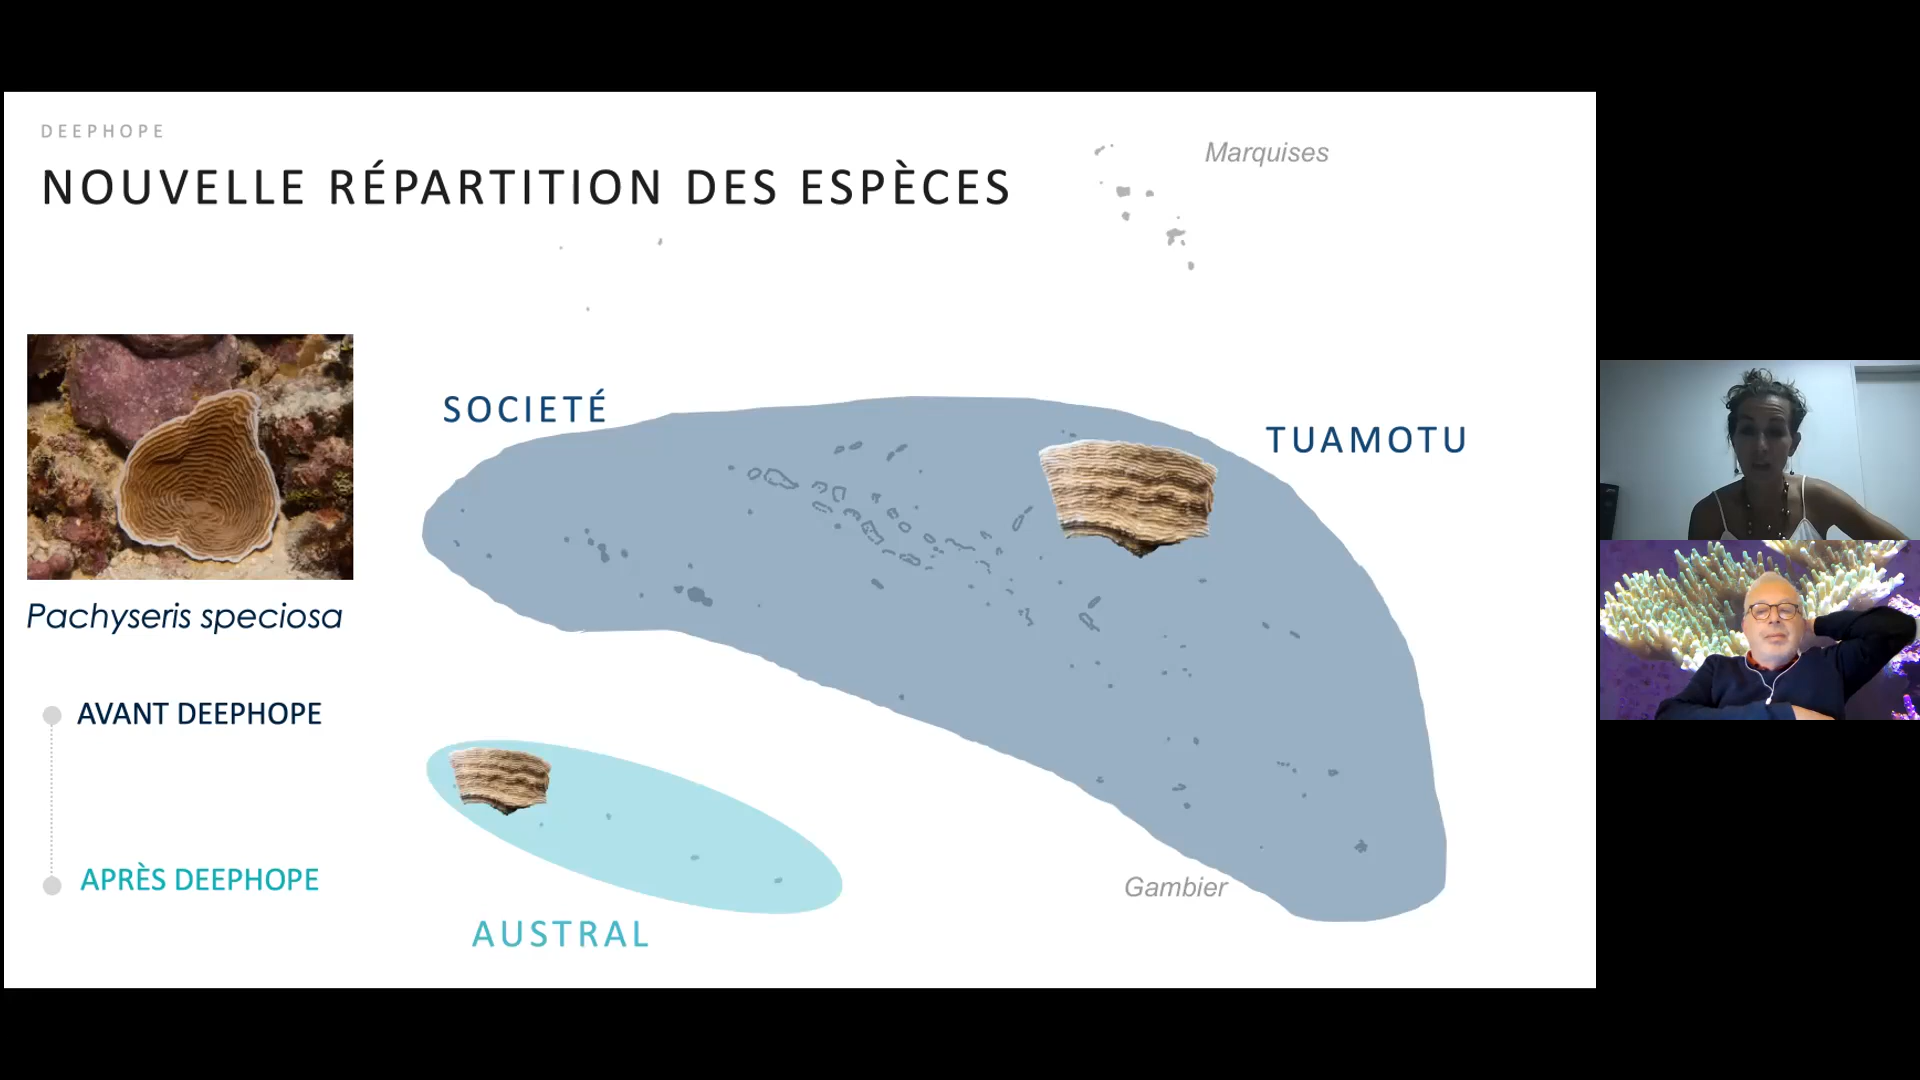 DEEPHOPE
NOUVELLE RÉPARTITION DES ESPÈCES
Marquises
SOCIETÉ
TUAMOTU
Pachyseris speciosa
AVANT DEEPHOPE
APRÈS DEEPHOPE
Gambier
AUSTRAL